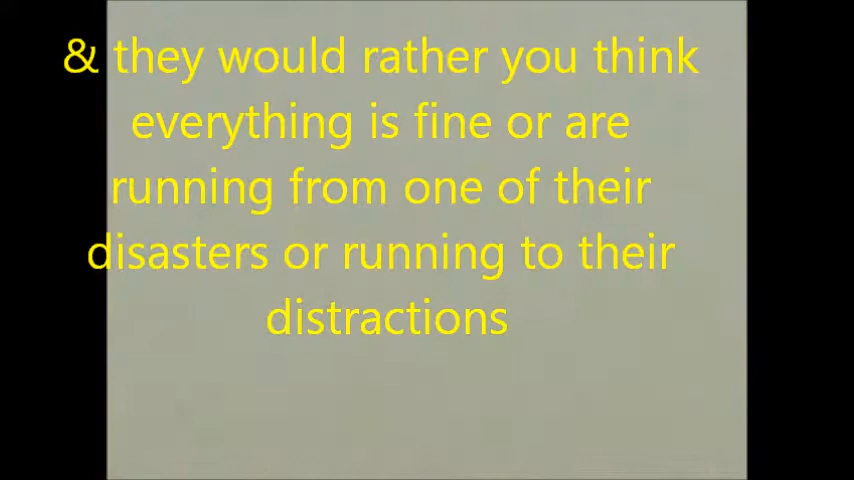 & they would rather you think
everything is fine or are
running from one of their
disasters or running to their
distractions